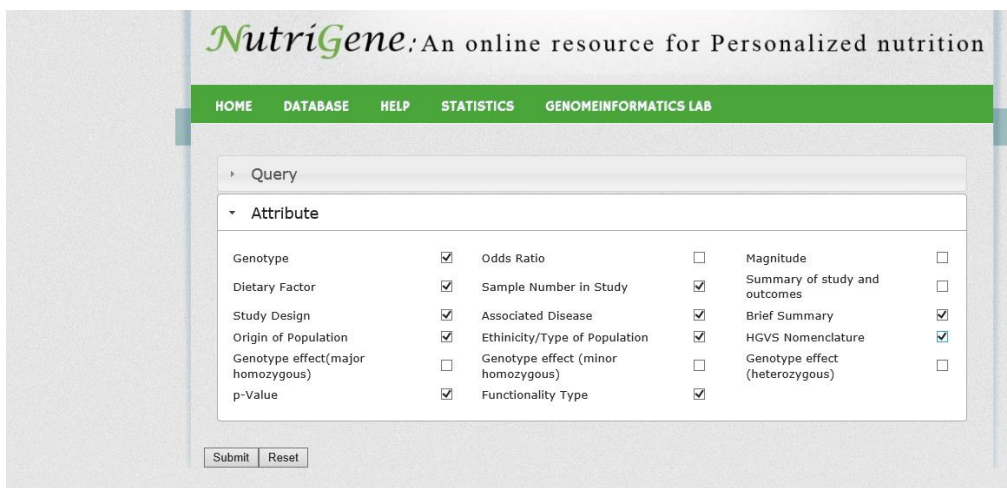 NutriGene: An online resource for Personalized nutrition
HOME DATABASE HELP STATISTICS GENOMEINFORMATICS LAB
Query
Attribute
Genotype Odds Ratio Magnitude
Dietary Factor Sample Number in Study Summary of study and outcomes
Study Design Associated Disease Brief Summary
Origin of Population Ethinicity/Type of Population HGVS Nomenclature
Genotype effect(major homozygous) Genotype effect (minor homozygous) Genotype effect (heterozygous)
p-Value Functionality Type
Submit Reset